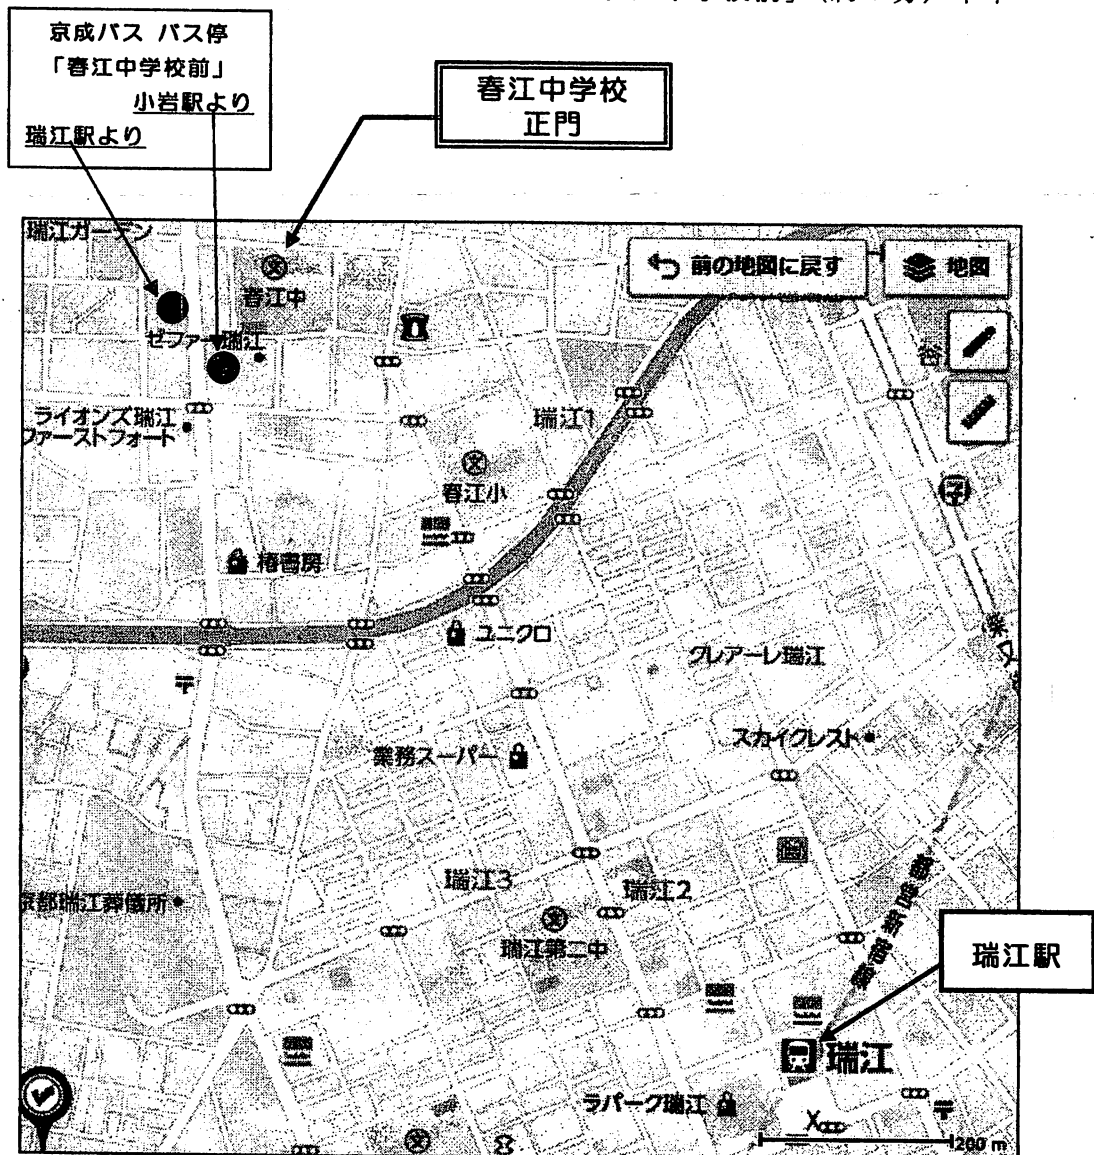 京成バス バス停
「春江中学校前」
小岩駅より
瑞江駅より
春江中学校
正門
瑞江ガーデン
春江中
前の地図に戻す
地図
ゼファー瑞江
ライオンズ瑞江
ファーストフォート
瑞江1
春江小
椿書房
ユニクロ
クレアーレ瑞江
スカイクレスト
業務スーパー
瑞江3
瑞江2
京都瑞江葬儀所
瑞江第二中
瑞江駅
瑞江
ラパーク瑞江
200 m